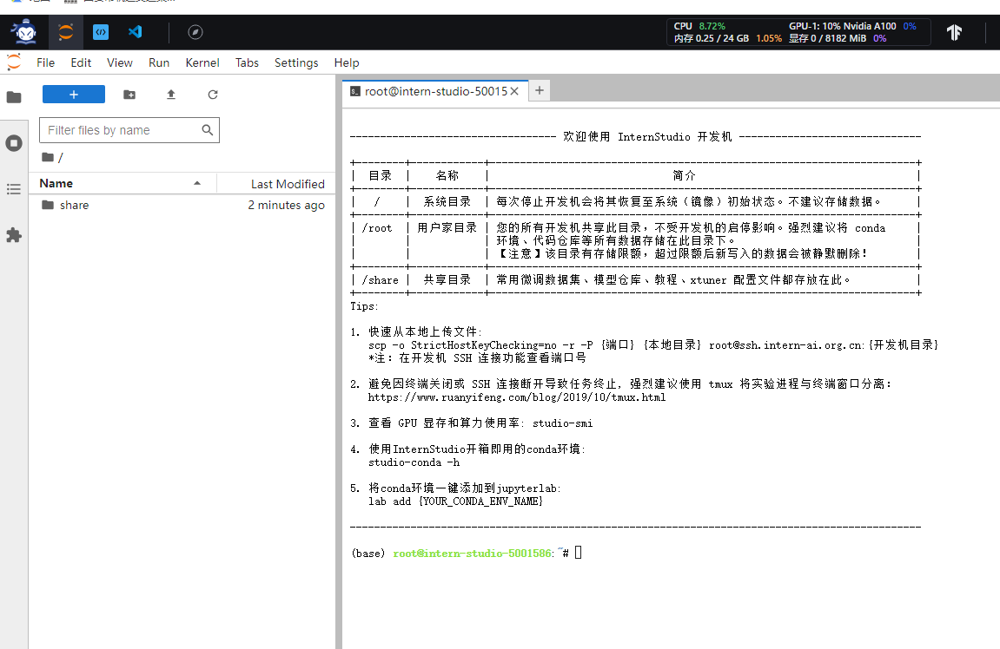 CPU 8.72% GPU-1: 10% Nvidia A100 0%
内存 0.25 / 24 GB 1.05% 显存 0 / 8182 MiB 0%
File Edit View Run Kernel Tabs Settings Help
root@intern-studio-50015
Filter files by name
/
Name Last Modified
share 2 minutes ago
-------------------------------- 欢迎使用 InternStudio 开发机 --------------------------------
目录 | 名称 | 简介
/ | 系统目录 | 每次停止开发机会将其恢复至系统（镜像）初始状态。不建议存储数据。
/root | 用户家目录 | 您的所有开发机共享此目录，不受开发机的启停影响。强烈建议将 conda
环境、代码仓库等所有数据存储在此目录下。
【注意】该目录有存储限额，超过限额后新写入的数据会被静默删除！
/share | 共享目录 | 常用微调数据集、模型仓库、教程、xtuner 配置文件都存放在此。
Tips:
1. 快速从本地上传文件:
scp -o StrictHostKeyChecking=no -r -P {端口} {本地目录} root@ssh.intern-ai.org.cn:{开发机目录}
*注: 在开发机 SSH 连接功能查看端口号
2. 避免因终端关闭或 SSH 连接断开导致任务终止, 强烈建议使用 tmux 将实验进程与终端窗口分离:
https://www.ruanyifeng.com/blog/2019/10/tmux.html
3. 查看 GPU 显存和算力使用率: studio-smi
4. 使用InternStudio开箱即用的conda环境:
studio-conda -h
5. 将conda环境一键添加到jupyterlab:
lab add {YOUR_CONDA_ENV_NAME}
(base) root@intern-studio-5001586:~#